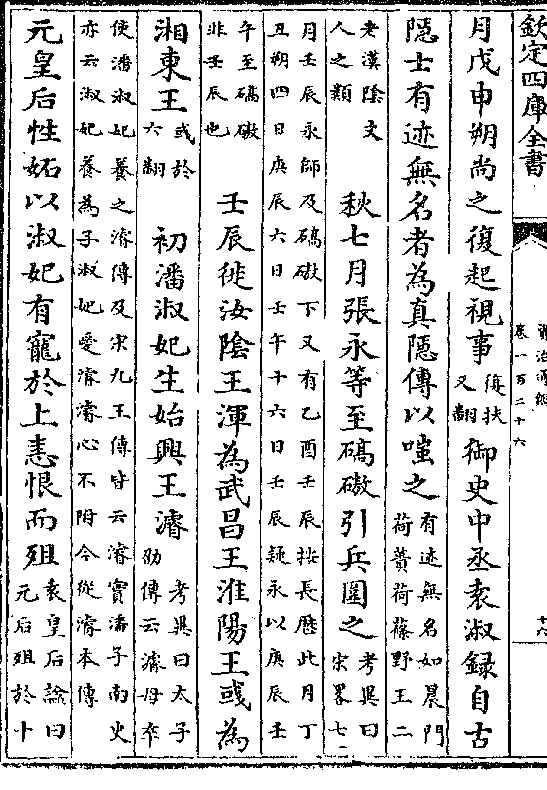 欽定四庫全書
資治通鑑
卷一百二十六
十六
月戊申朔尚之復起視事復扶又翻御史中丞袁淑録自古
隠士有迹無名者為真隠傳以嗤之有迹無名如晨門荷蕢荷蓧野王二
老漢隂丈人之類秋七月張永等至碻磝引兵圍之考異曰宋畧七
月壬辰永師及碻磝下又有乙酉壬辰按長厯此月丁丑朔四日庚辰六日壬午十六日壬辰疑永以庚辰壬
午至碻磝非壬辰也壬辰徙汝隂王渾為武昌王淮陽王彧為
湘東王或於六翻初潘淑妃生始興王濬考異曰太子劭傳云濬母卒
使潘淑妃養之濬傳及宋九王傳皆云濬實潘子南史亦云淑妃養為子淑妃愛濬濬心不附今從濬本傳
元皇后性妬以淑妃有寵於上恚恨而殂袁皇后諡曰元后殂於十